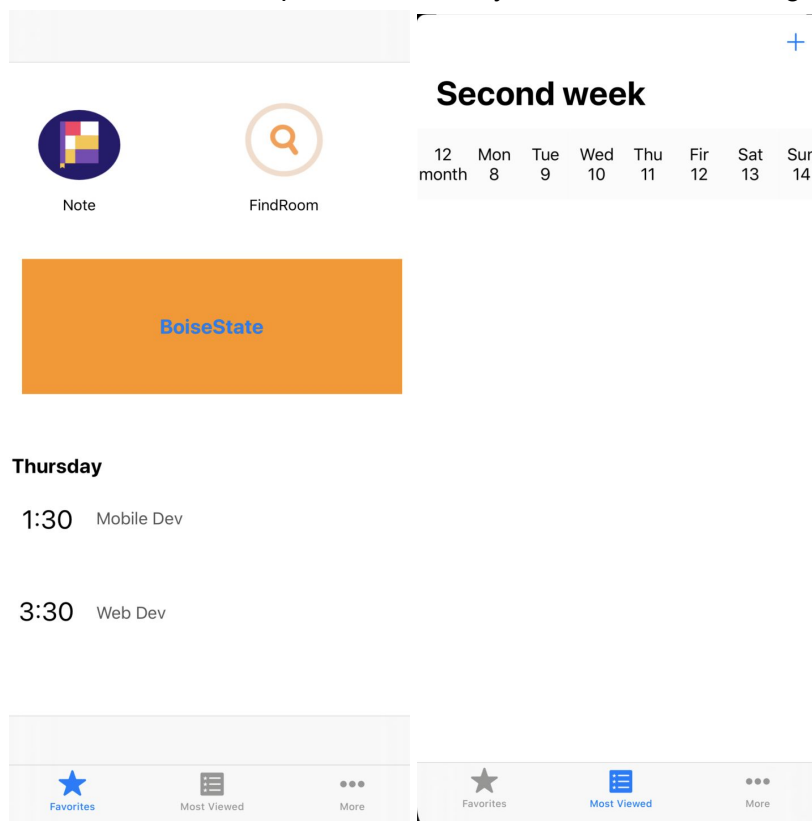 Note FindRoom
BoiseState
Thursday
1:30 Mobile Dev
3:30 Web Dev
Favorites Most Viewed More
+
Second week
12 Mon Tue Wed Thu Fir Sat Sun
month 8 9 10 11 12 13 14
Favorites Most Viewed More